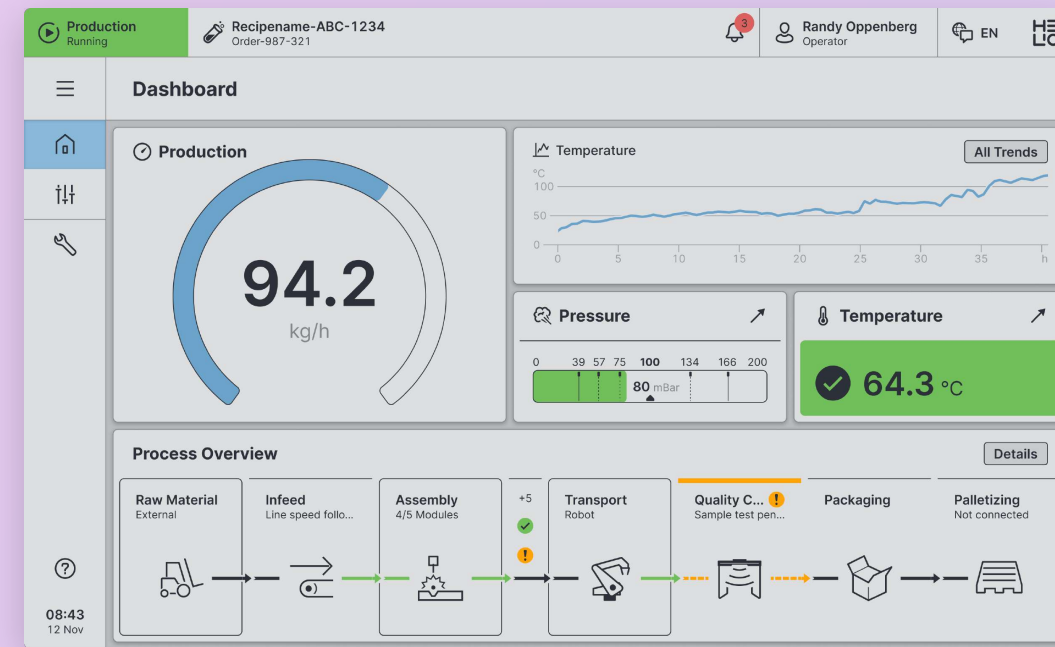 Production
Running
Recipename-ABC-1234
Order-987-321
3
Randy Oppenberg
Operator
EN
Dashboard
Production
94.2
kg/h
Temperature
All Trends
°C
100
50
0
0 5 10 15 20 25 30 35 h
Pressure
0 39 57 75 100 134 166 200
80 mBar
Temperature
64.3 °C
Process Overview
Details
Raw Material
External
Infeed
Line speed follo...
Assembly
4/5 Modules
+5
!
Transport
Robot
Quality C... !
Sample test pen...
Packaging
Palletizing
Not connected
?
08:43
12 Nov